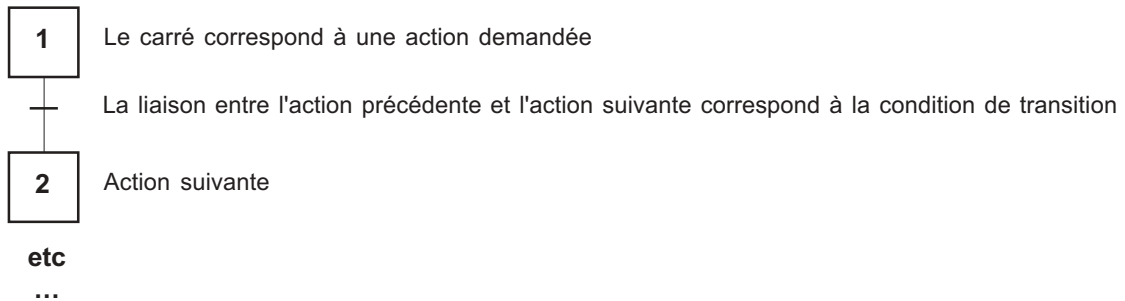 1 Le carré correspond à une action demandée
La liaison entre l'action précédente et l'action suivante correspond à la condition de transition
2 Action suivante
etc
...